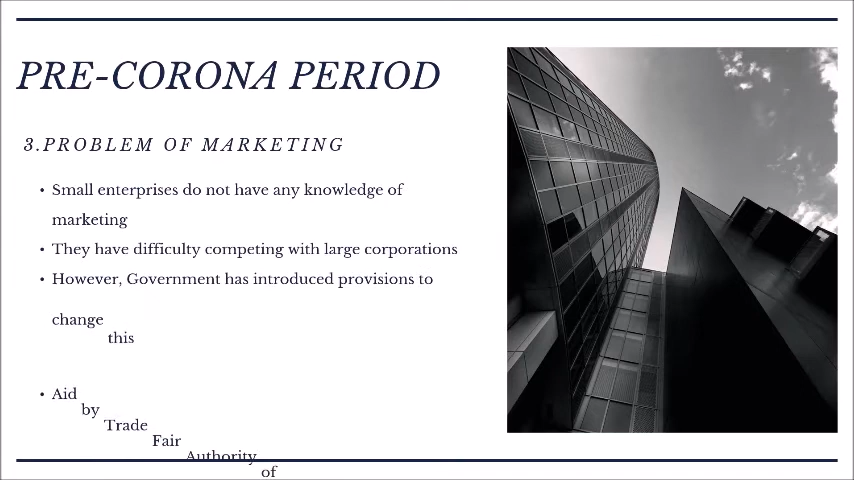 PRE-CORONA PERIOD
3.PROBLEM OF MARKETING
• Small enterprises do not have any knowledge of
marketing
• They have difficulty competing with large corporations
• However, Government has introduced provisions to
change
this
• Aid
by
Trade
Fair
Authority
of